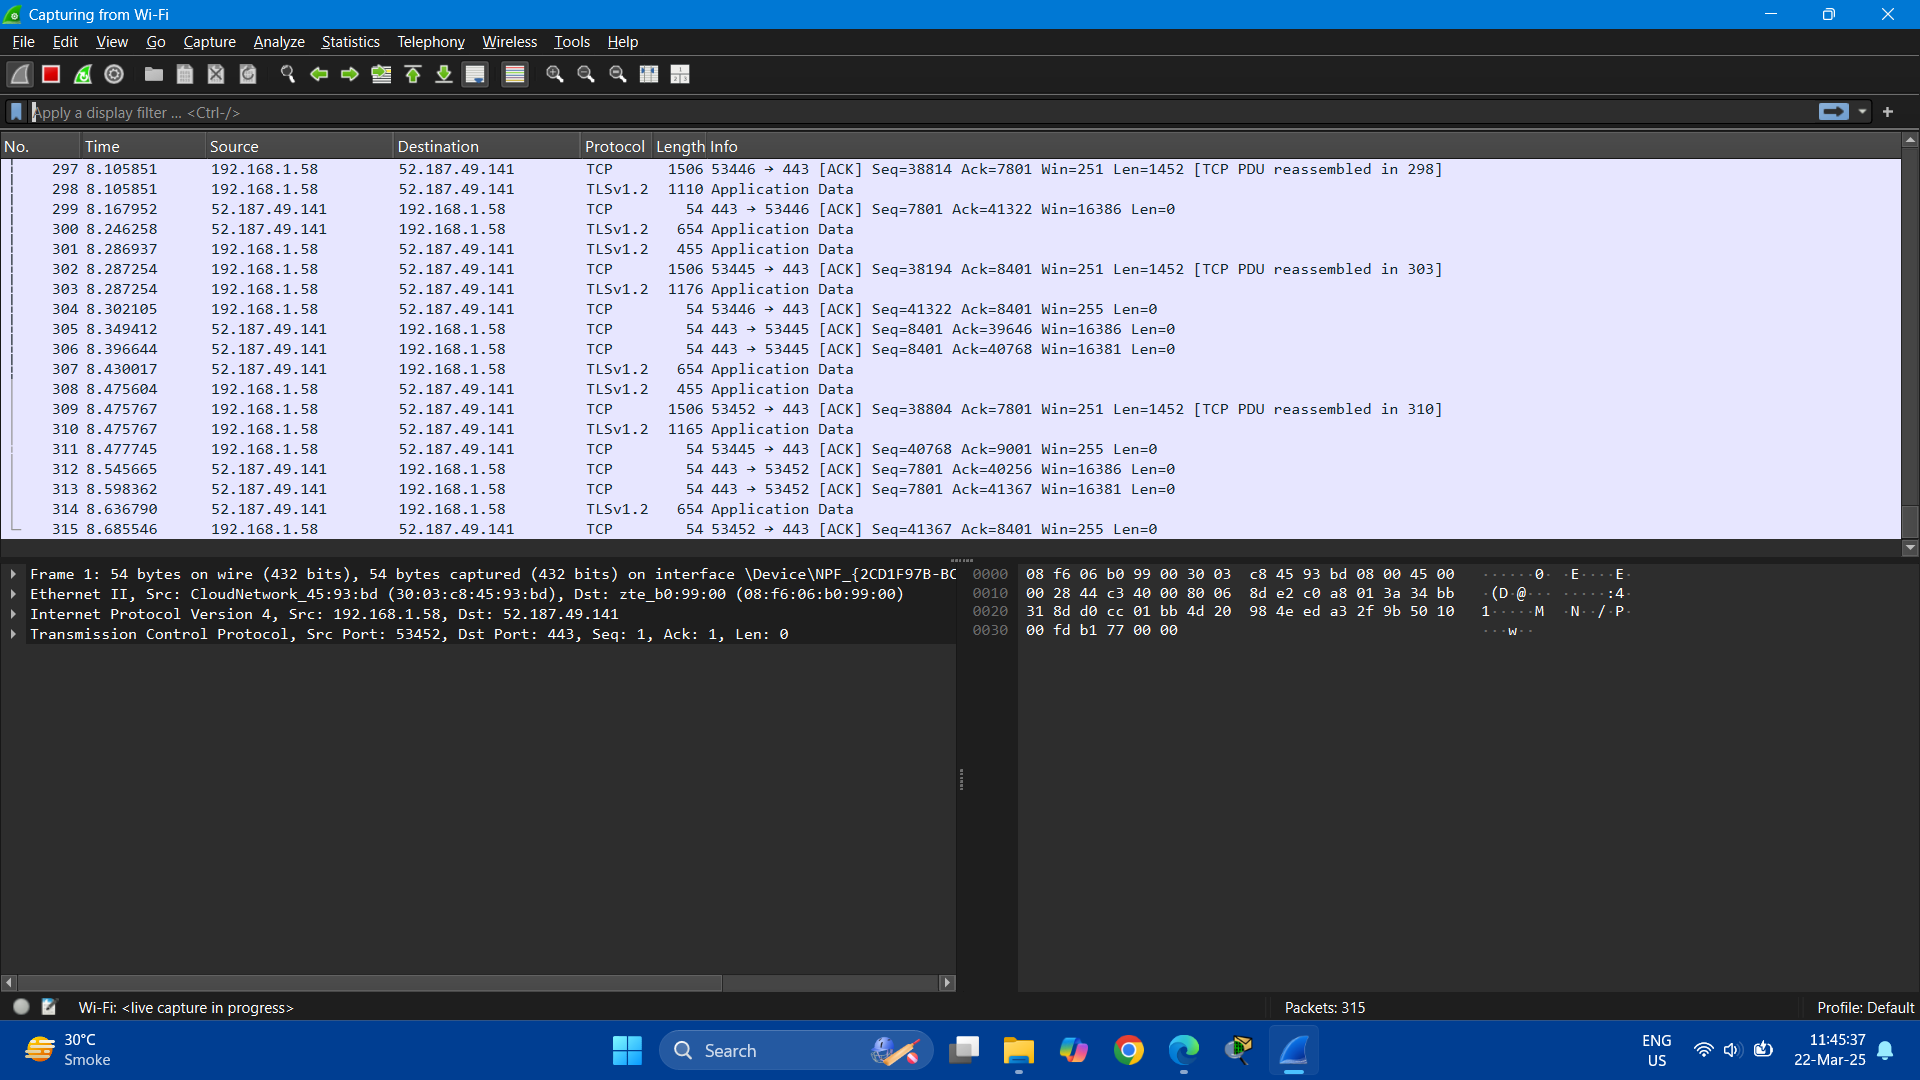 Capturing from Wi-Fi
File Edit View Go Capture Analyze Statistics Telephony Wireless Tools Help
Apply a display filter ... <Ctrl-/>
No. Time Source Destination Protocol Length Info
297 8.105851 192.168.1.58 52.187.49.141 TCP 1506 53446 → 443 [ACK] Seq=38814 Ack=7801 Win=251 Len=1452 [TCP PDU reassembled in 298]
298 8.105851 192.168.1.58 52.187.49.141 TLSv1.2 1110 Application Data
299 8.167952 52.187.49.141 192.168.1.58 TCP 54 443 → 53446 [ACK] Seq=7801 Ack=41322 Win=16386 Len=0
300 8.246258 52.187.49.141 192.168.1.58 TLSv1.2 654 Application Data
301 8.286937 192.168.1.58 52.187.49.141 TLSv1.2 455 Application Data
302 8.287254 192.168.1.58 52.187.49.141 TCP 1506 53445 → 443 [ACK] Seq=38194 Ack=8401 Win=251 Len=1452 [TCP PDU reassembled in 303]
303 8.287254 192.168.1.58 52.187.49.141 TLSv1.2 1176 Application Data
304 8.302105 192.168.1.58 52.187.49.141 TCP 54 53446 → 443 [ACK] Seq=41322 Ack=8401 Win=255 Len=0
305 8.349412 52.187.49.141 192.168.1.58 TCP 54 443 → 53445 [ACK] Seq=8401 Ack=39646 Win=16386 Len=0
306 8.396644 52.187.49.141 192.168.1.58 TCP 54 443 → 53445 [ACK] Seq=8401 Ack=40768 Win=16381 Len=0
307 8.430017 52.187.49.141 192.168.1.58 TLSv1.2 654 Application Data
308 8.475604 192.168.1.58 52.187.49.141 TLSv1.2 455 Application Data
309 8.475767 192.168.1.58 52.187.49.141 TCP 1506 53452 → 443 [ACK] Seq=38804 Ack=7801 Win=251 Len=1452 [TCP PDU reassembled in 310]
310 8.475767 192.168.1.58 52.187.49.141 TLSv1.2 1165 Application Data
311 8.477745 192.168.1.58 52.187.49.141 TCP 54 53445 → 443 [ACK] Seq=40768 Ack=9001 Win=255 Len=0
312 8.545665 52.187.49.141 192.168.1.58 TCP 54 443 → 53452 [ACK] Seq=7801 Ack=40256 Win=16386 Len=0
313 8.598362 52.187.49.141 192.168.1.58 TCP 54 443 → 53452 [ACK] Seq=7801 Ack=41367 Win=16381 Len=0
314 8.636790 52.187.49.141 192.168.1.58 TLSv1.2 654 Application Data
315 8.685546 192.168.1.58 52.187.49.141 TCP 54 53452 → 443 [ACK] Seq=41367 Ack=8401 Win=255 Len=0
Frame 1: 54 bytes on wire (432 bits), 54 bytes captured (432 bits) on interface \Device\NPF_{2CD1F97B-BC
Ethernet II, Src: CloudNetwork_45:93:bd (30:03:c8:45:93:bd), Dst: zte_b0:99:00 (08:f6:06:b0:99:00)
Internet Protocol Version 4, Src: 192.168.1.58, Dst: 52.187.49.141
Transmission Control Protocol, Src Port: 53452, Dst Port: 443, Seq: 1, Ack: 1, Len: 0
0000 08 f6 06 b0 99 00 30 03 c8 45 93 bd 08 00 45 00 ······0· ·E····E·
0010 00 28 44 c3 40 00 80 06 8d e2 c0 a8 01 3a 34 bb ·(D·@··· ·····:4·
0020 31 8d d0 cc 01 bb 4d 20 98 4e ed a3 2f 9b 50 10 1·····M ·N··/·P·
0030 00 fd b1 77 00 00 ···w··
Wi-Fi: <live capture in progress>
Packets: 315
Profile: Default
30°C
Smoke
Search
ENG
US
11:45:37
22-Mar-25